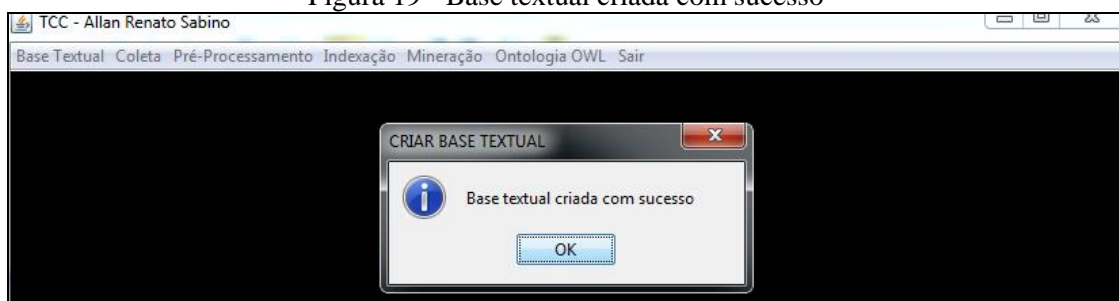 Figura 19 - Base textual criada com sucesso
TCC - Allan Renato Sabino
Base Textual Coleta Pré-Processamento Indexação Mineração Ontologia OWL Sair
CRIAR BASE TEXTUAL
Base textual criada com sucesso
OK